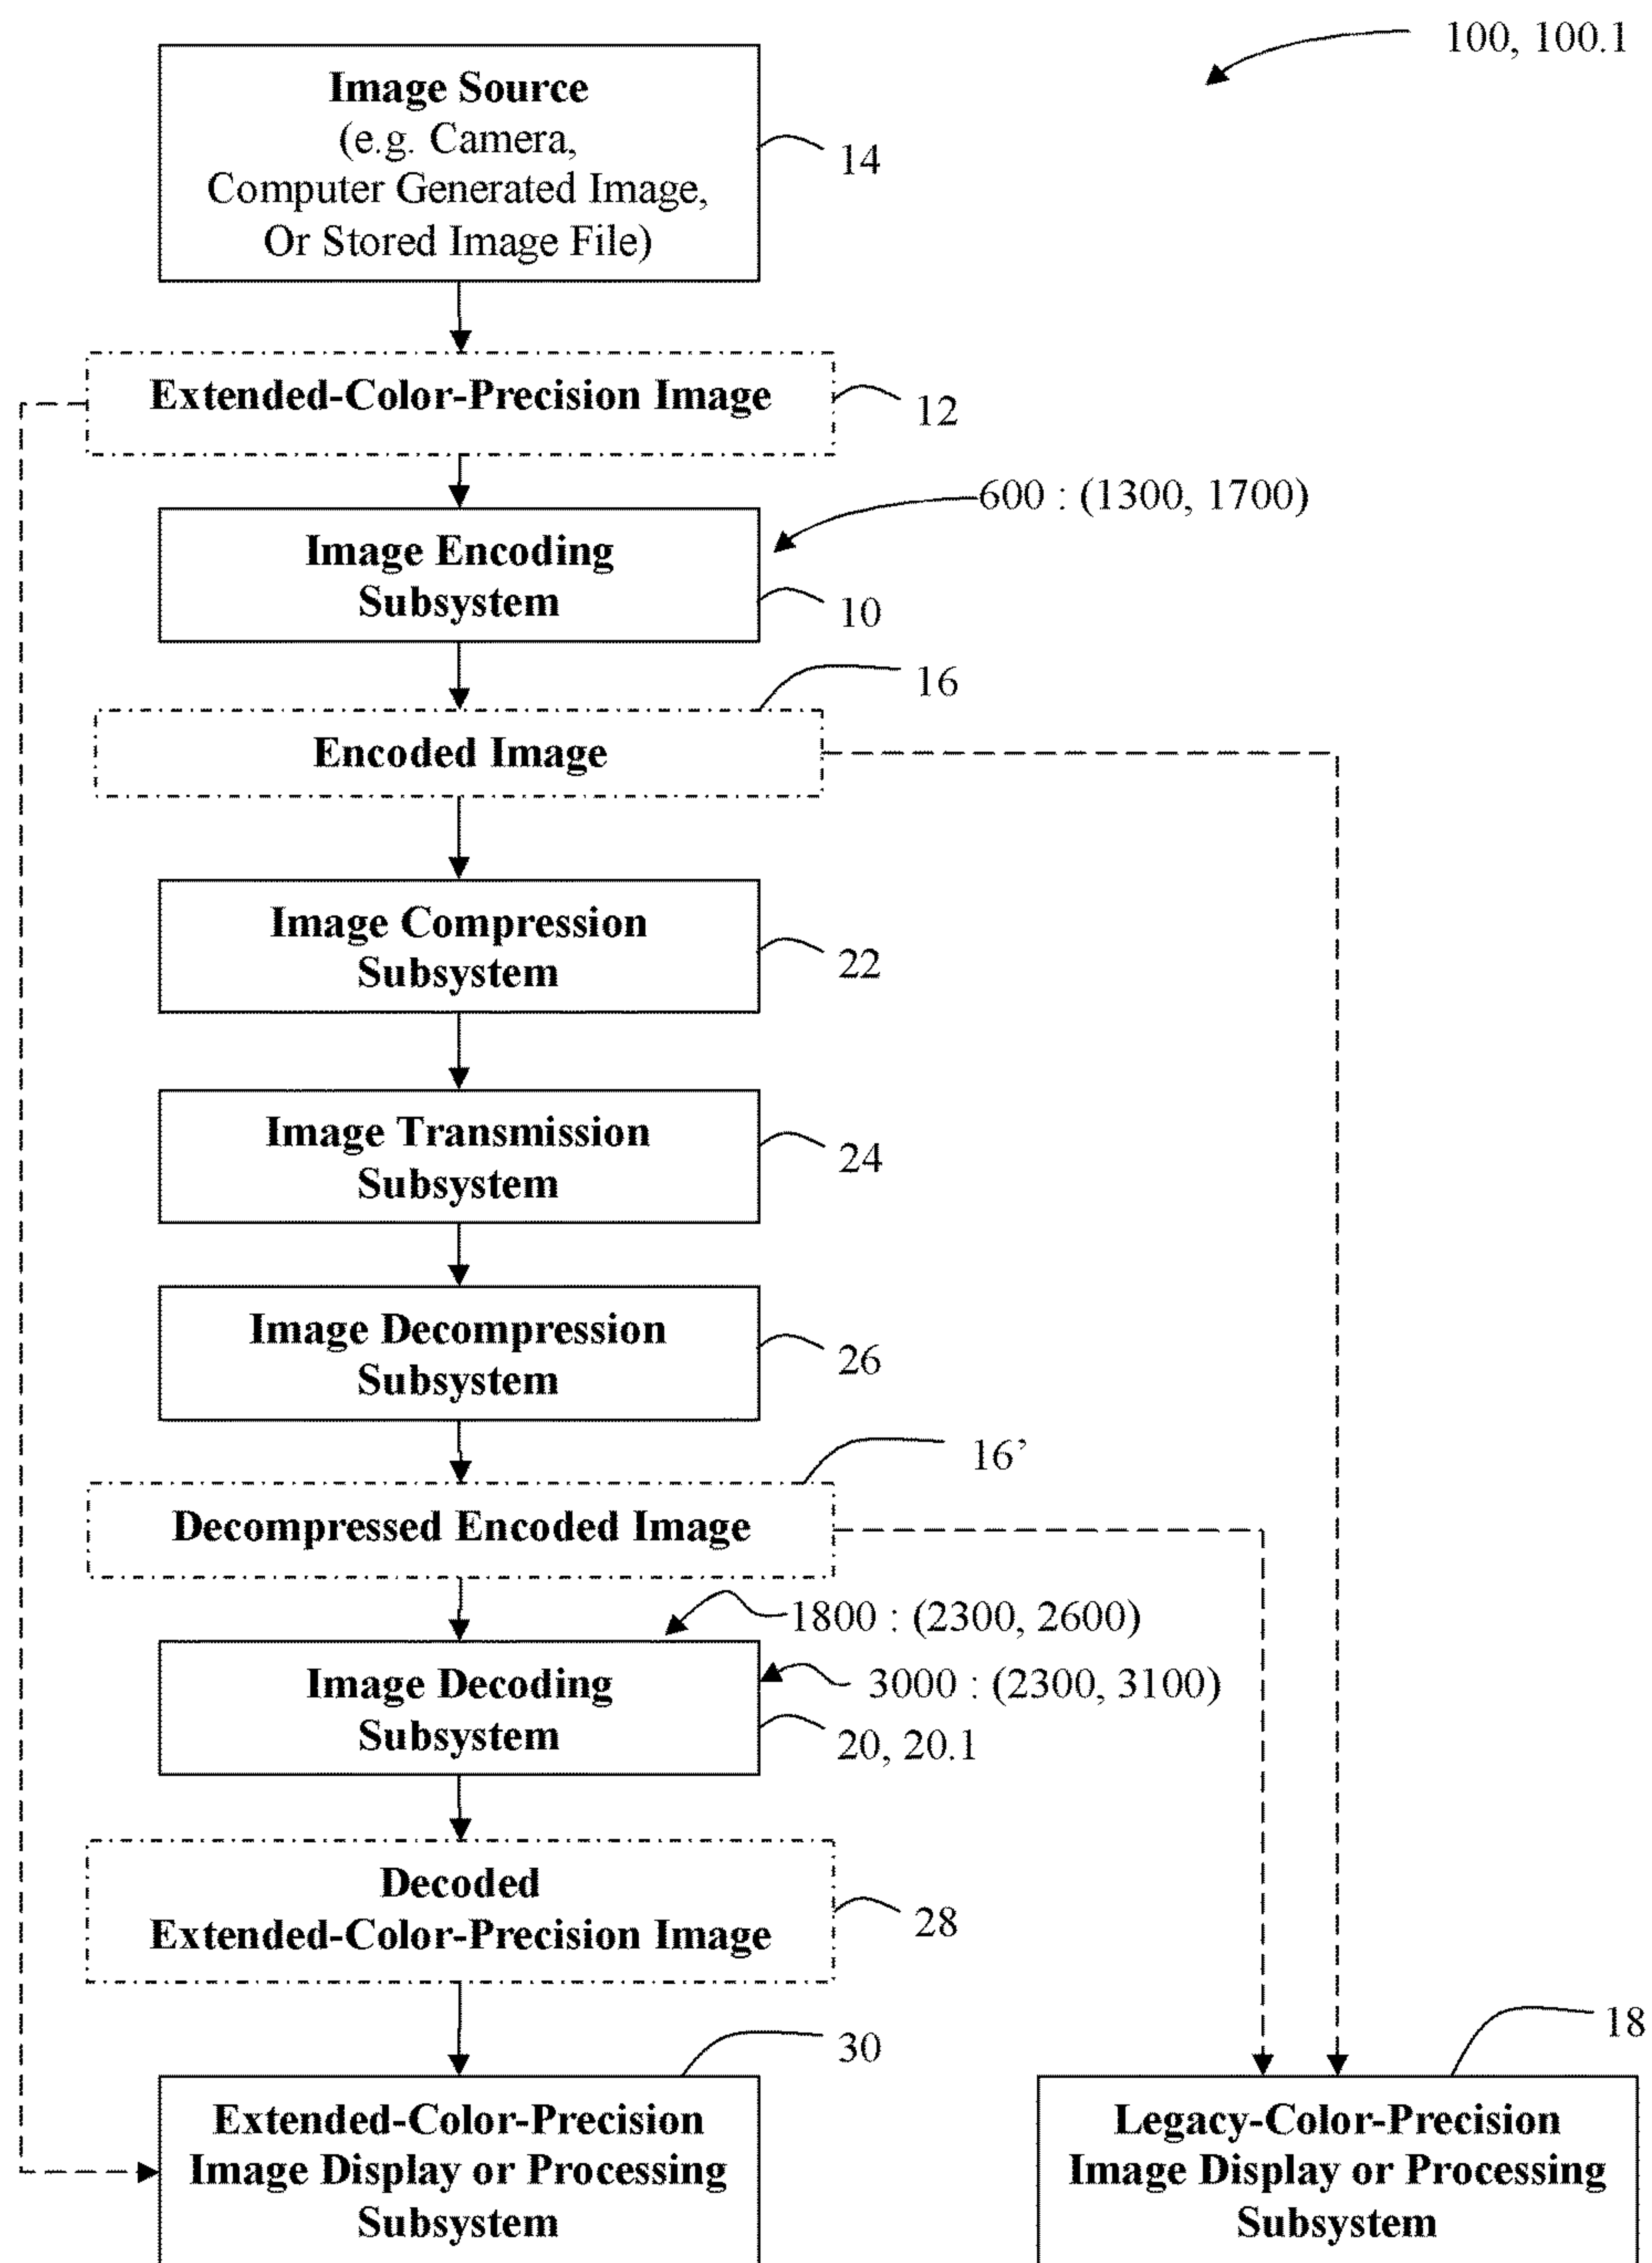 100, 100.1
Image Source
(e.g. Camera,
Computer Generated Image,
Or Stored Image File)
14
Extended-Color-Precision Image
12
600 : (1300, 1700)
Image Encoding
Subsystem
10
16
Encoded Image
Image Compression
Subsystem
22
Image Transmission
Subsystem
24
Image Decompression
Subsystem
26
16’
Decompressed Encoded Image
1800 : (2300, 2600)
Image Decoding
Subsystem
3000 : (2300, 3100)
20, 20.1
Decoded
Extended-Color-Precision Image
28
30
Extended-Color-Precision
Image Display or Processing
Subsystem
18
Legacy-Color-Precision
Image Display or Processing
Subsystem